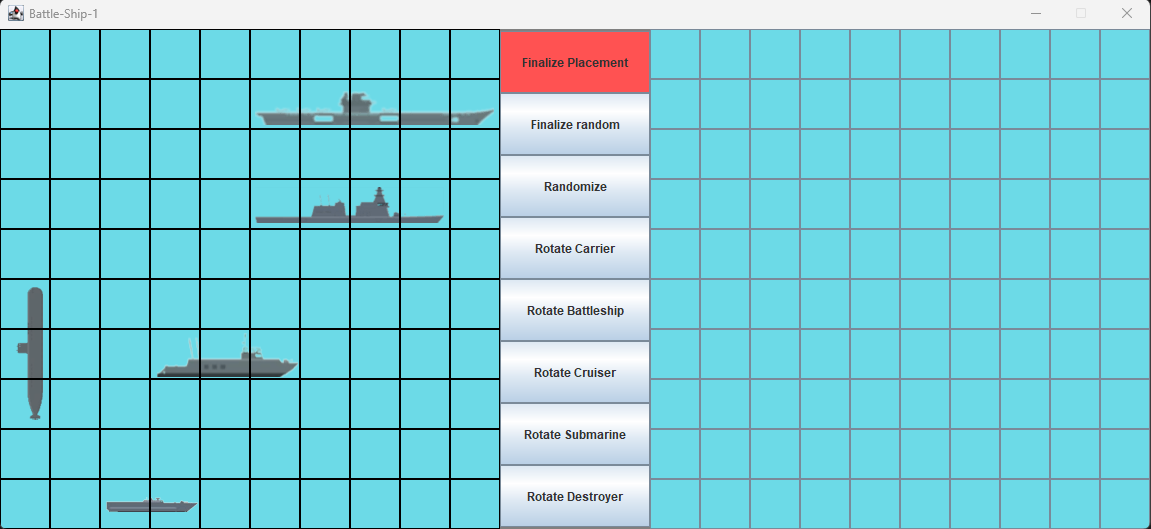 Battle-Ship-1
Finalize Placement
Finalize random
Randomize
Rotate Carrier
Rotate Battleship
Rotate Cruiser
Rotate Submarine
Rotate Destroyer